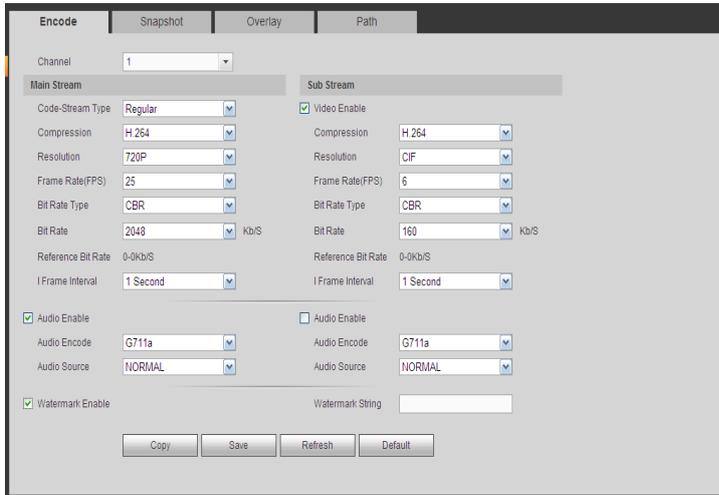 Encode Snapshot Overlay Path
Channel 1
Main Stream Sub Stream
Code-Stream Type Regular Video Enable
Compression H.264 Compression H.264
Resolution 720P Resolution CIF
Frame Rate(FPS) 25 Frame Rate(FPS) 6
Bit Rate Type CBR Bit Rate Type CBR
Bit Rate 2048 Kb/S Bit Rate 160 Kb/S
Reference Bit Rate 0-0Kb/S Reference Bit Rate 0-0Kb/S
I Frame Interval 1 Second I Frame Interval 1 Second
Audio Enable Audio Enable
Audio Encode G711a Audio Encode G711a
Audio Source NORMAL Audio Source NORMAL
Watermark Enable Watermark String
Copy Save Refresh Default